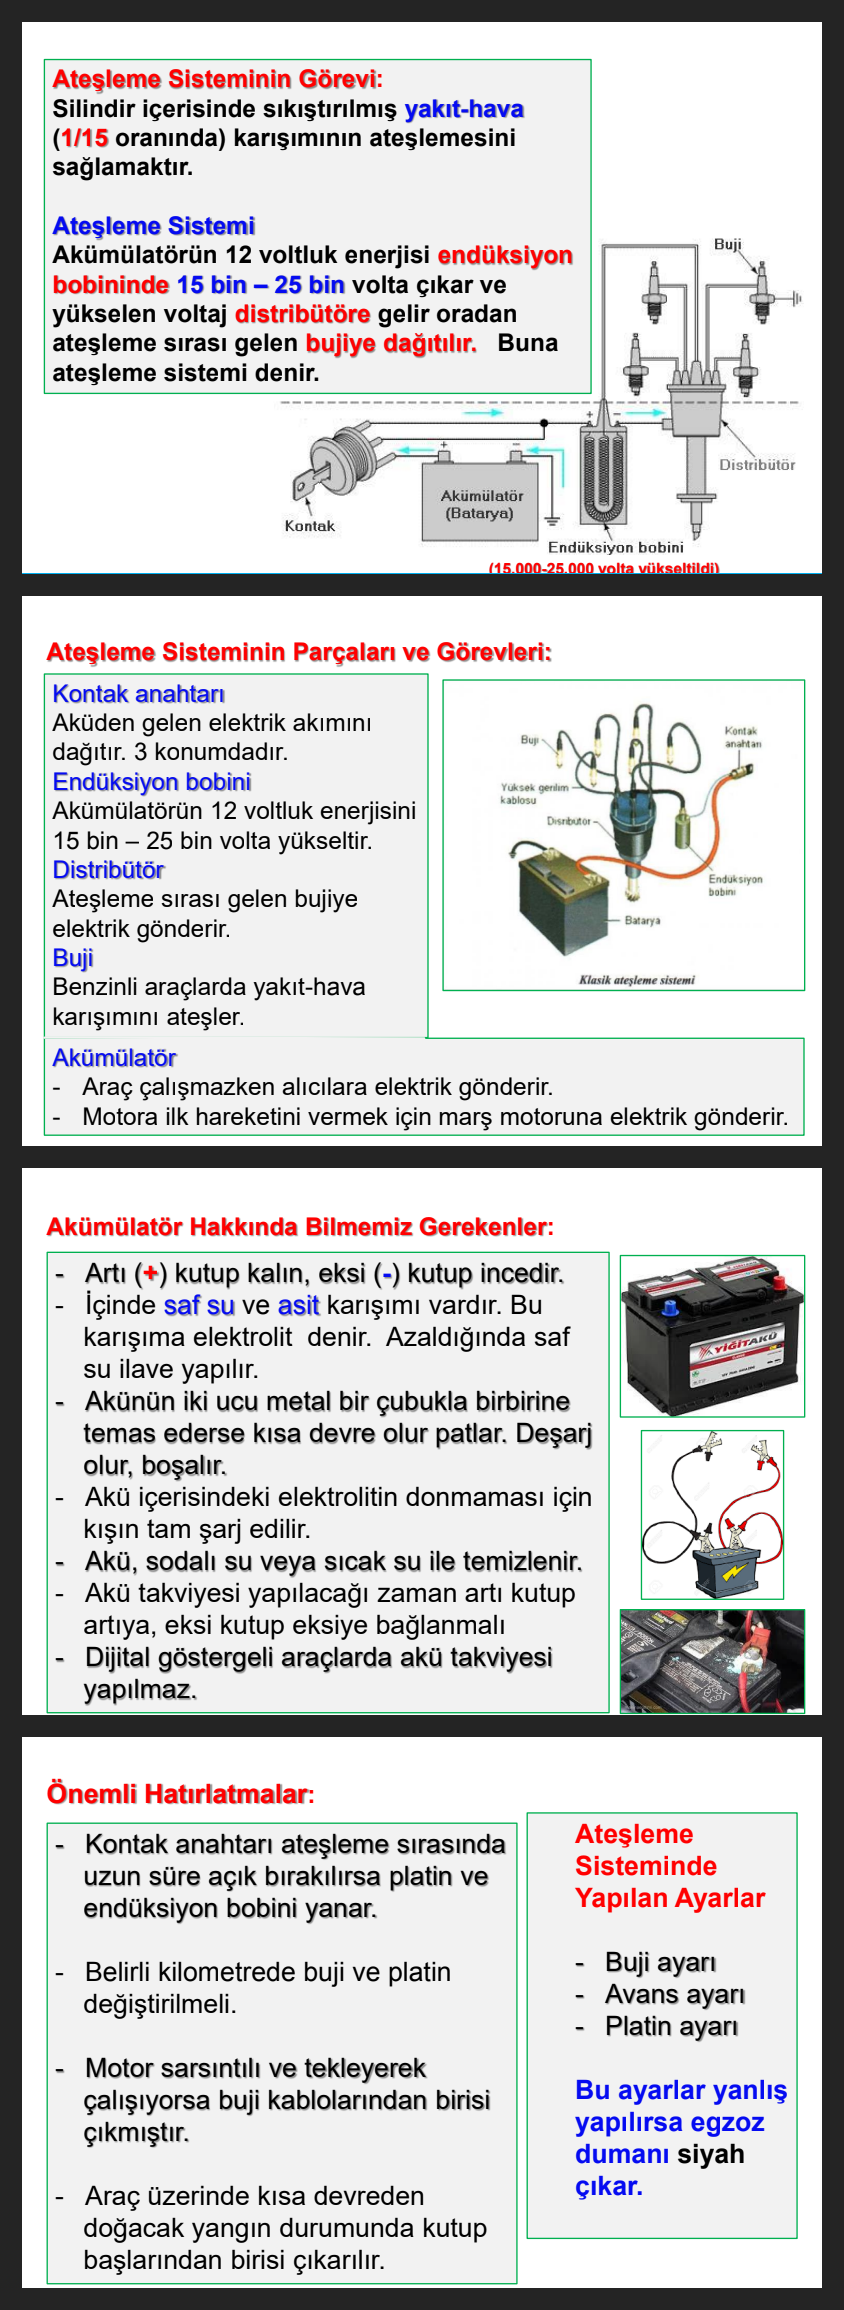 Ateşleme Sisteminin Görevi:
Silindir içerisinde sıkıştırılmış yakıt-hava
(1/15 oranında) karışımının ateşlemesini
sağlamaktır.
Ateşleme Sistemi
Akümülatörün 12 voltluk enerjisi endüksiyon
bobininde 15 bin – 25 bin volta çıkar ve
yükselen voltaj distribütöre gelir oradan
ateşleme sırası gelen bujiye dağıtılır. Buna
ateşleme sistemi denir.
Buji
+
−
Distribütör
+
−
Akümülatör
(Batarya)
Kontak
Endüksiyon bobini
(15.000-25.000 volta yükseltildi)
Ateşleme Sisteminin Parçaları ve Görevleri:
Kontak anahtarı
Aküden gelen elektrik akımını
dağıtır. 3 konumdadır.
Endüksiyon bobini
Akümülatörün 12 voltluk enerjisini
15 bin – 25 bin volta yükseltir.
Distribütör
Ateşleme sırası gelen bujiye
elektrik gönderir.
Buji
Benzinli araçlarda yakıt-hava
karışımını ateşler.
Buji
Kontak
anahtarı
Yüksek gerilim
kablosu
Disribütor
Endüksiyon
bobini
Batarya
Klasik ateşleme sistemi
Akümülatör
- Araç çalışmazken alıcılara elektrik gönderir.
- Motora ilk hareketini vermek için marş motoruna elektrik gönderir.
Akümülatör Hakkında Bilmemiz Gerekenler:
- Artı (+) kutup kalın, eksi (-) kutup incedir.
- İçinde saf su ve asit karışımı vardır. Bu
karışıma elektrolit denir. Azaldığında saf
su ilave yapılır.
- Akünün iki ucu metal bir çubukla birbirine
temas ederse kısa devre olur patlar. Deşarj
olur, boşalır.
- Akü içerisindeki elektrolitin donmaması için
kışın tam şarj edilir.
- Akü, sodalı su veya sıcak su ile temizlenir.
- Akü takviyesi yapılacağı zaman artı kutup
artıya, eksi kutup eksiye bağlanmalı
- Dijital göstergeli araçlarda akü takviyesi
yapılmaz.
YİĞİTAKÜ
Önemli Hatırlatmalar:
- Kontak anahtarı ateşleme sırasında
uzun süre açık bırakılırsa platin ve
endüksiyon bobini yanar.
- Belirli kilometrede buji ve platin
değiştirilmeli.
- Motor sarsıntılı ve tekleyerek
çalışıyorsa buji kablolarından birisi
çıkmıştır.
- Araç üzerinde kısa devreden
doğacak yangın durumunda kutup
başlarından birisi çıkarılır.
Ateşleme
Sisteminde
Yapılan Ayarlar
- Buji ayarı
- Avans ayarı
- Platin ayarı
Bu ayarlar yanlış
yapılırsa egzoz
dumanı siyah
çıkar.